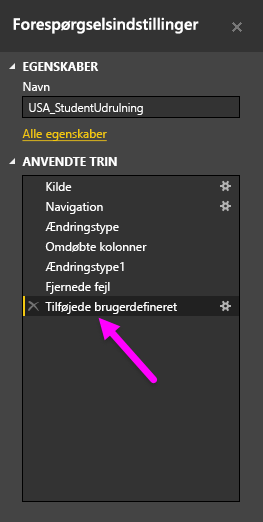 Forespørgselsindstillinger
EGENSKABER
Navn
USA_StudentUdrulning
Alle egenskaber
ANVENDTE TRIN
Kilde
Navigation
Ændringstype
Omdøbte kolonner
Ændringstype1
Fjernede fejl
Tilføjede brugerdefineret